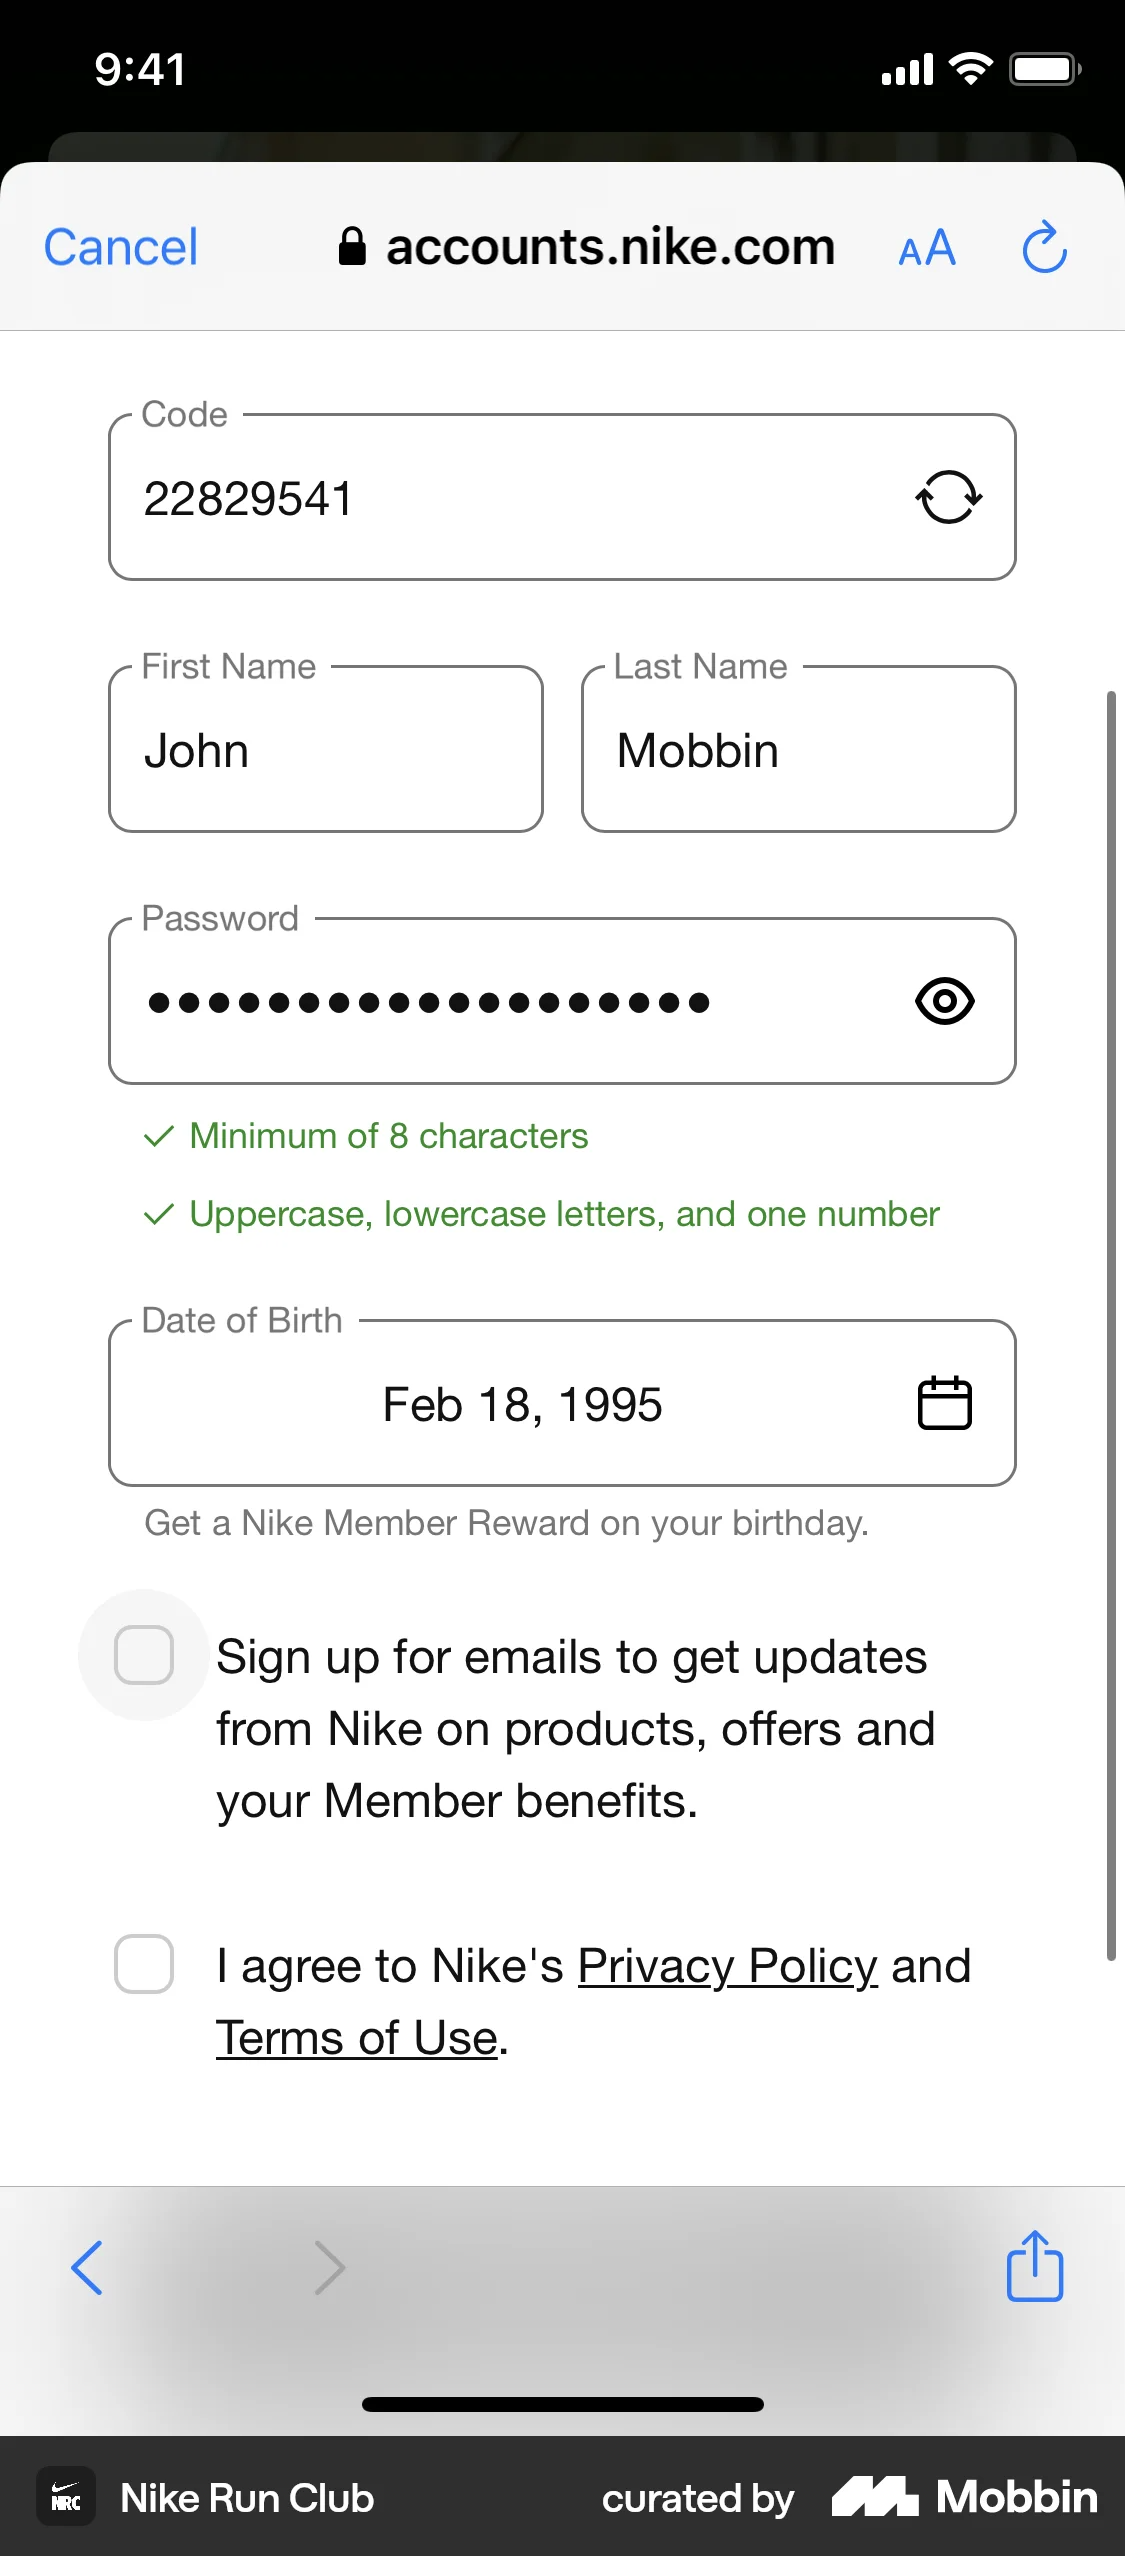 9:41
Cancel
accounts.nike.com
AA
Code
22829541
First Name
Last Name
John
Mobbin
Password
Minimum of 8 characters
Uppercase, lowercase letters, and one number
Date of Birth
Feb 18, 1995
Get a Nike Member Reward on your birthday.
Sign up for emails to get updates
from Nike on products, offers and
your Member benefits.
I agree to Nike's Privacy Policy and
Terms of Use.
NRC
Nike Run Club
curated by
Mobbin